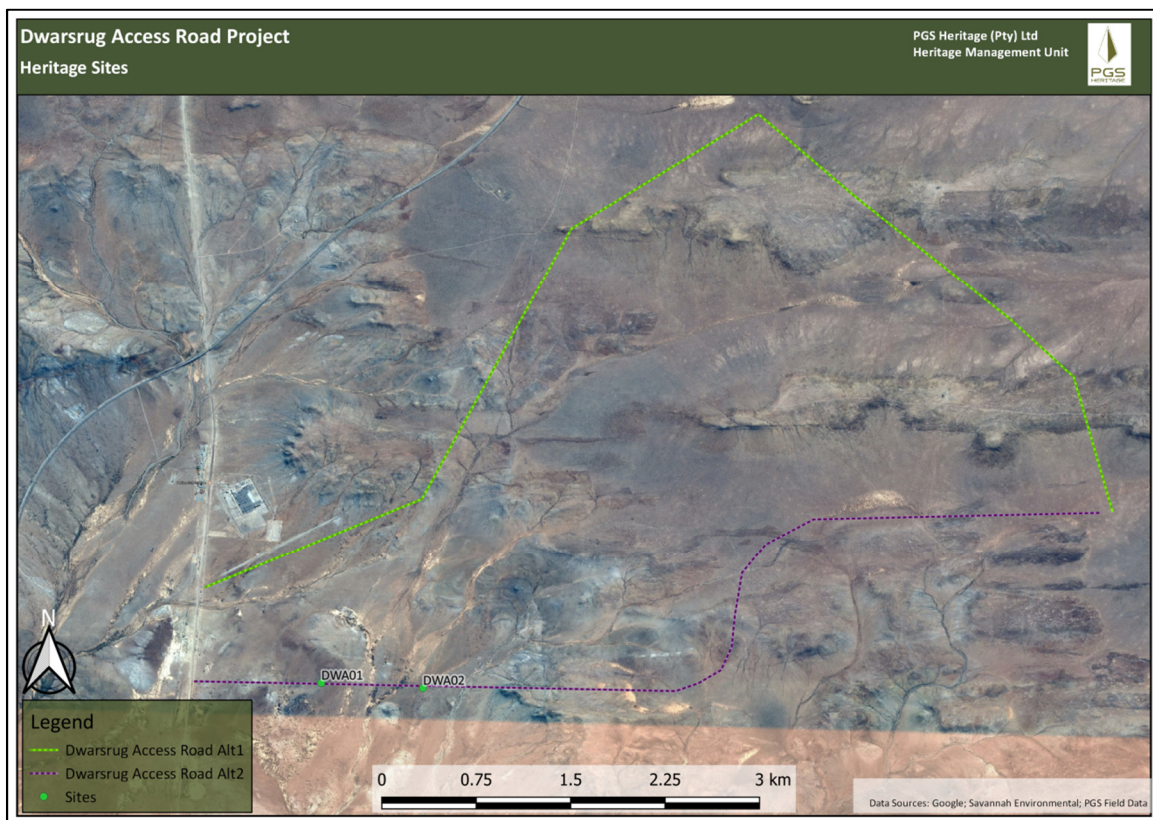 Dwarsrug Access Road Project
Heritage Sites
PGS Heritage (Pty) Ltd
Heritage Management Unit
PGS
HERITAGE
DWA01
DWA02
N
Legend
Dwarsrug Access Road Alt1
Dwarsrug Access Road Alt2
Sites
0 0.75 1.5 2.25 3 km
Data Sources: Google; Savannah Environmental; PGS Field Data